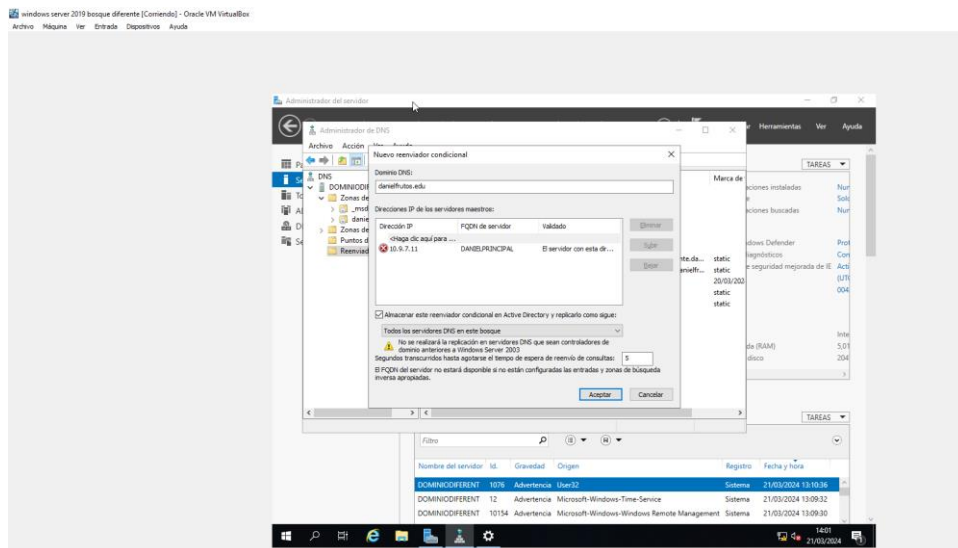 windows server 2019 bosque diferente [Corriendo] - Oracle VM VirtualBox
Archivo Máquina Ver Entrada Dispositivos Ayuda
Administrador del servidor
Herramientas Ver Ayuda
Administrador de DNS
Archivo Acción
Nuevo reenviador condicional
TAREAS
DNS
Dominio DNS:
Marca de
DOMINIODIF
danielfrutos.edu
ciones instaladas
Zonas de
_msd
Direcciones IP de los servidores maestros:
ciones buscadas
danie
Dirección IP FQDN de servidor Validado
Eliminar
Zonas de
<Haga clic aquí para ...
Subir
Puntos d
10.9.7.11 DANIELPRINCIPAL El servidor con esta dir...
Reenviad
Bajar
dows Defender
static
e seguridad mejorada de IE
static
20/03/202
static
static
Almacenar este reenviador condicional en Active Directory y replicarlo como sigue:
Todos los servidores DNS en este bosque
No se realizará la replicación en servidores DNS que sean controladores de
dominio anteriores a Windows Server 2003
Segundos transcurridos hasta agotarse el tiempo de espera de reenvío de consultas: 5
El FQDN del servidor no estará disponible si no están configuradas las entradas y zonas de búsqueda
inversa apropiadas.
da (RAM) 5,01
disco 204
Aceptar Cancelar
TAREAS
Filtro
Nombre del servidor Id. Gravedad Origen Registro Fecha y hora
DOMINIODIFERENT 1076 Advertencia User32 Sistema 21/03/2024 13:10:36
DOMINIODIFERENT 12 Advertencia Microsoft-Windows-Time-Service Sistema 21/03/2024 13:09:32
DOMINIODIFERENT 10154 Advertencia Microsoft-Windows-Windows Remote Management Sistema 21/03/2024 13:09:30
14:01
21/03/2024